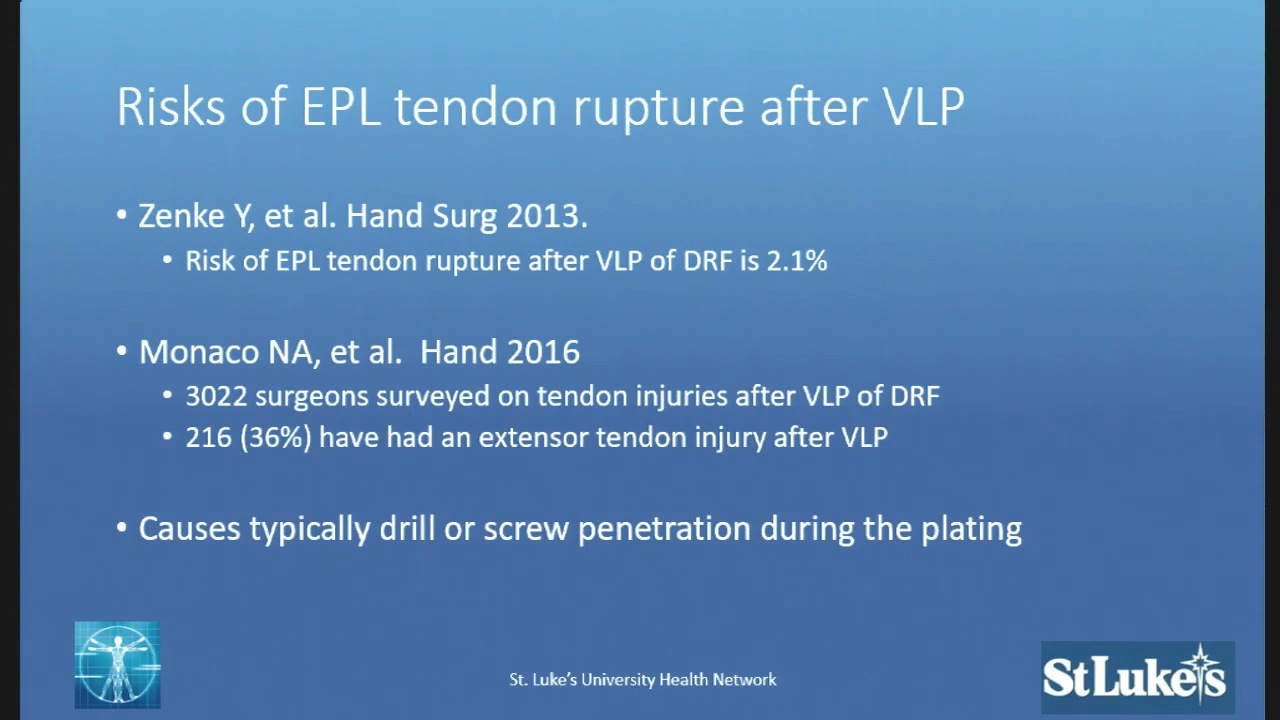 Risks of EPL tendon rupture after VLP
• Zenke Y, et al. Hand Surg 2013.
• Risk of EPL tendon rupture after VLP of DRF is 2.1%
• Monaco NA, et al.  Hand 2016
• 3022 surgeons surveyed on tendon injuries after VLP of DRF
• 216 (36%) have had an extensor tendon injury after VLP
• Causes typically drill or screw penetration during the plating
St. Luke's University Health Network
StLuke's